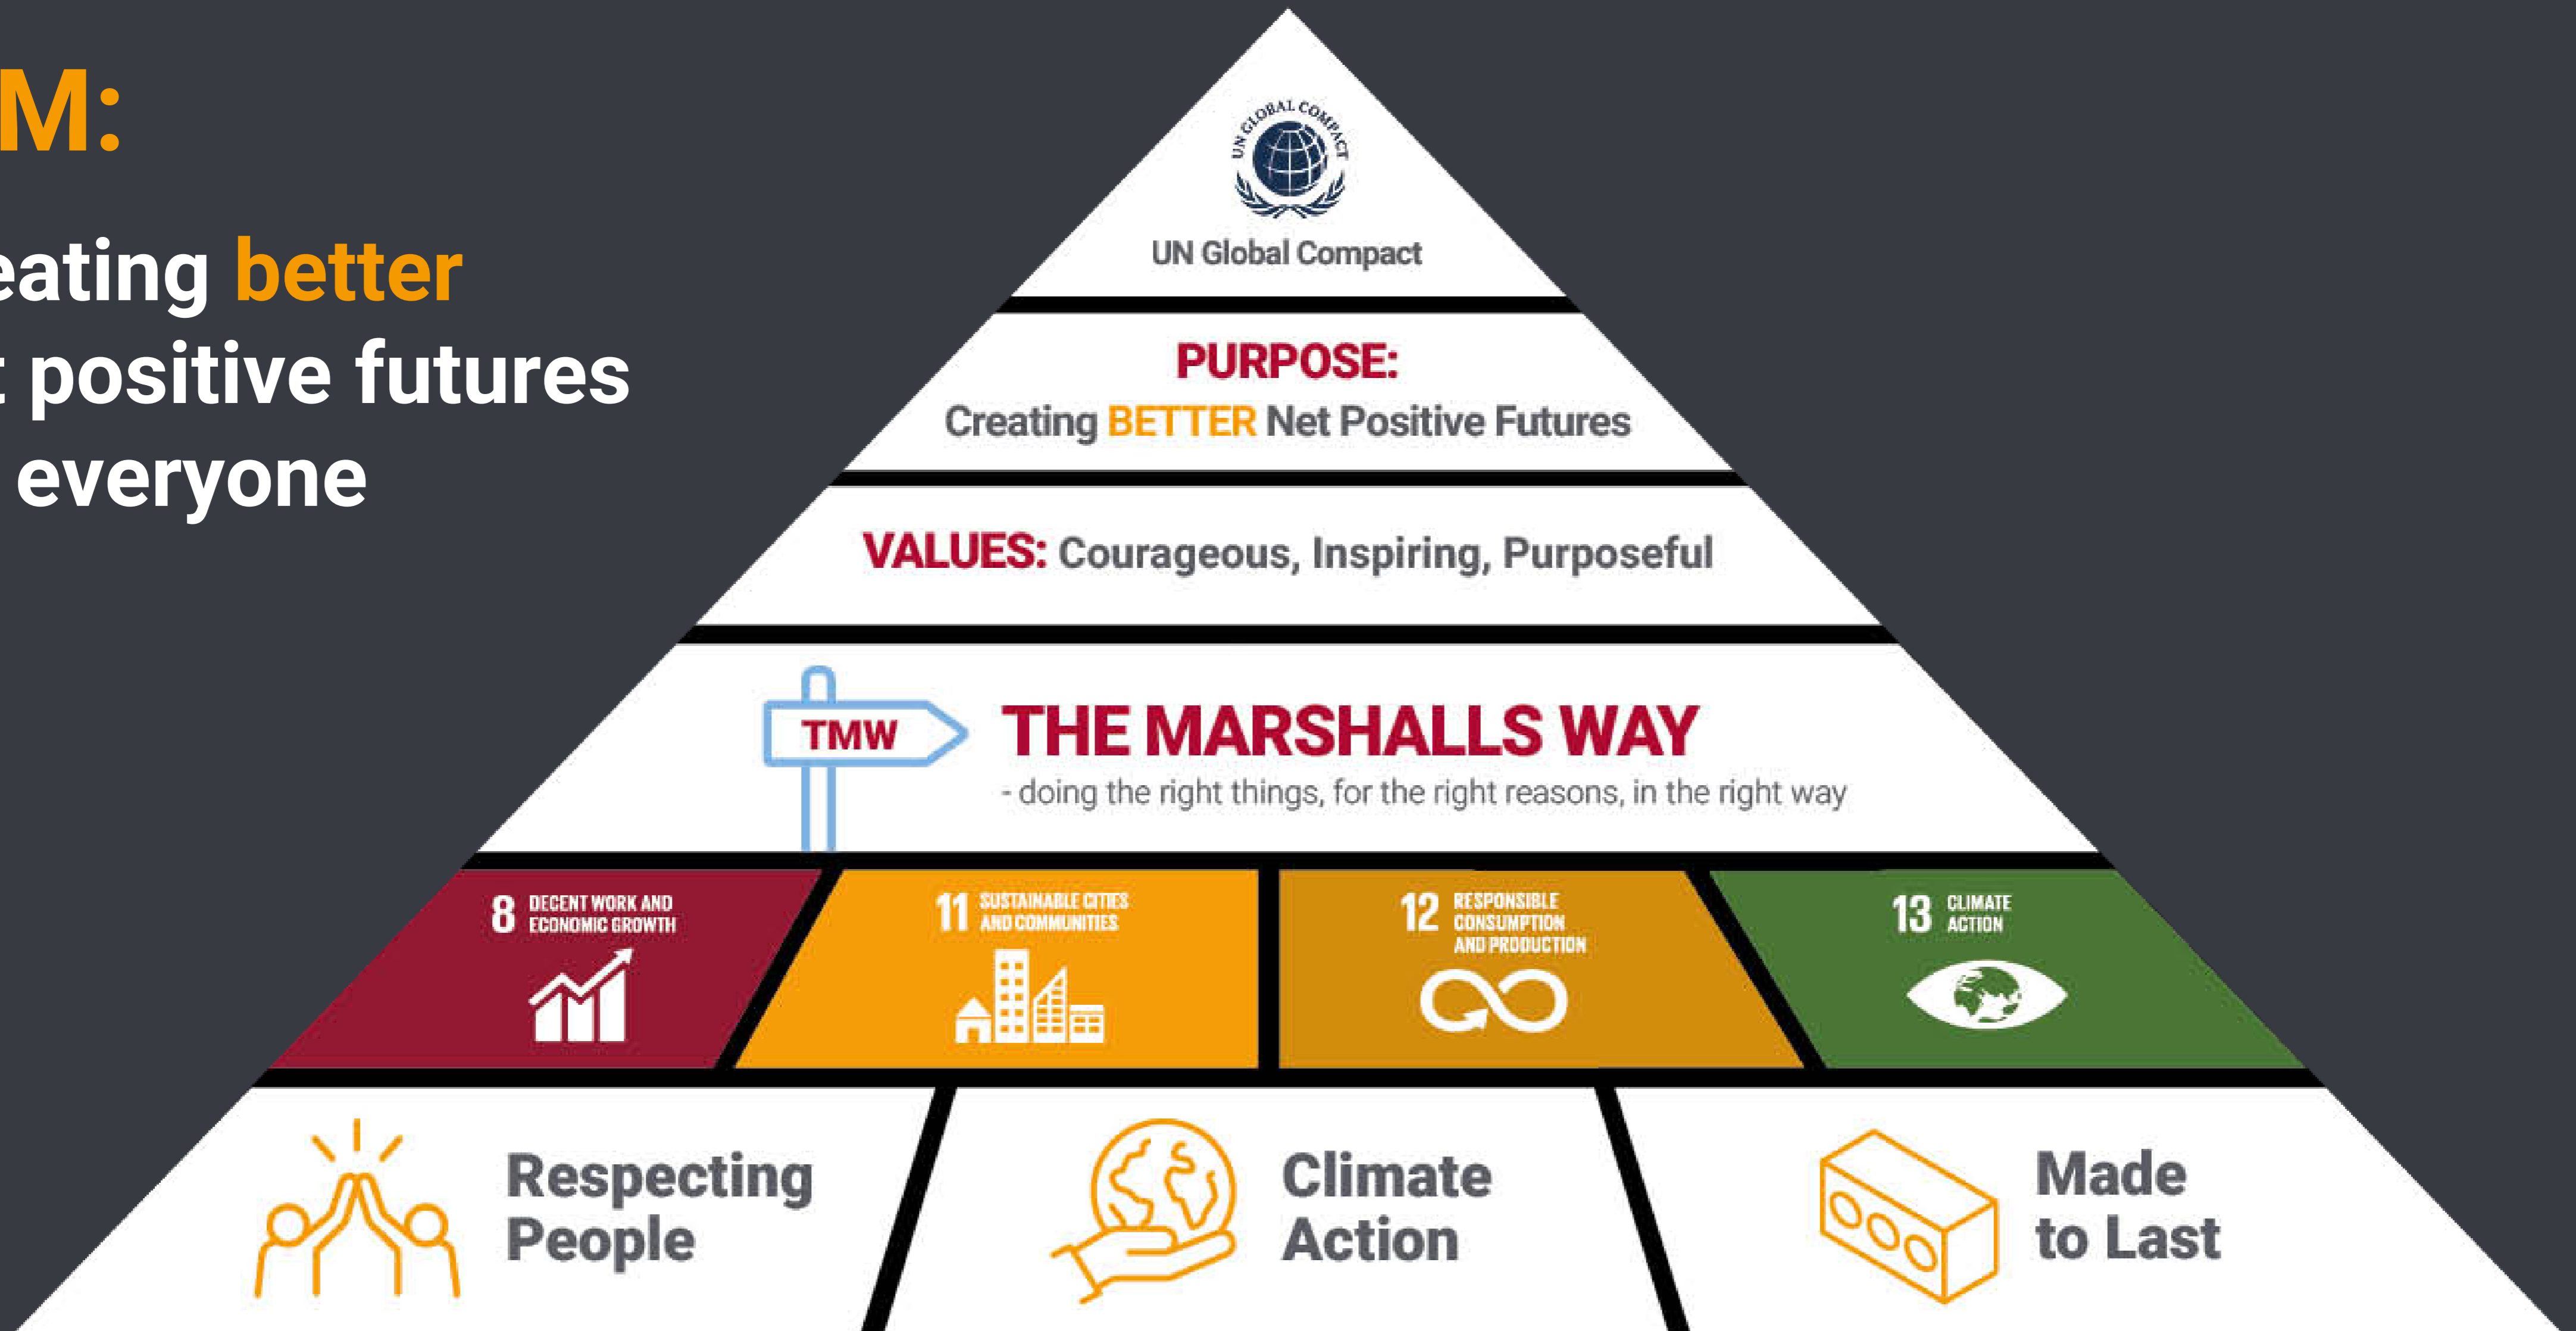 M:
eating better
t positive futures
everyone
UN GLOBAL COMPACT
UN Global Compact
PURPOSE:
Creating BETTER Net Positive Futures
VALUES: Courageous, Inspiring, Purposeful
TMW
THE MARSHALLS WAY
- doing the right things, for the right reasons, in the right way
8 DECENT WORK AND
ECONOMIC GROWTH
11 SUSTAINABLE CITIES
AND COMMUNITIES
12 RESPONSIBLE
CONSUMPTION
AND PRODUCTION
13 CLIMATE
ACTION
Respecting
People
Climate
Action
Made
to Last